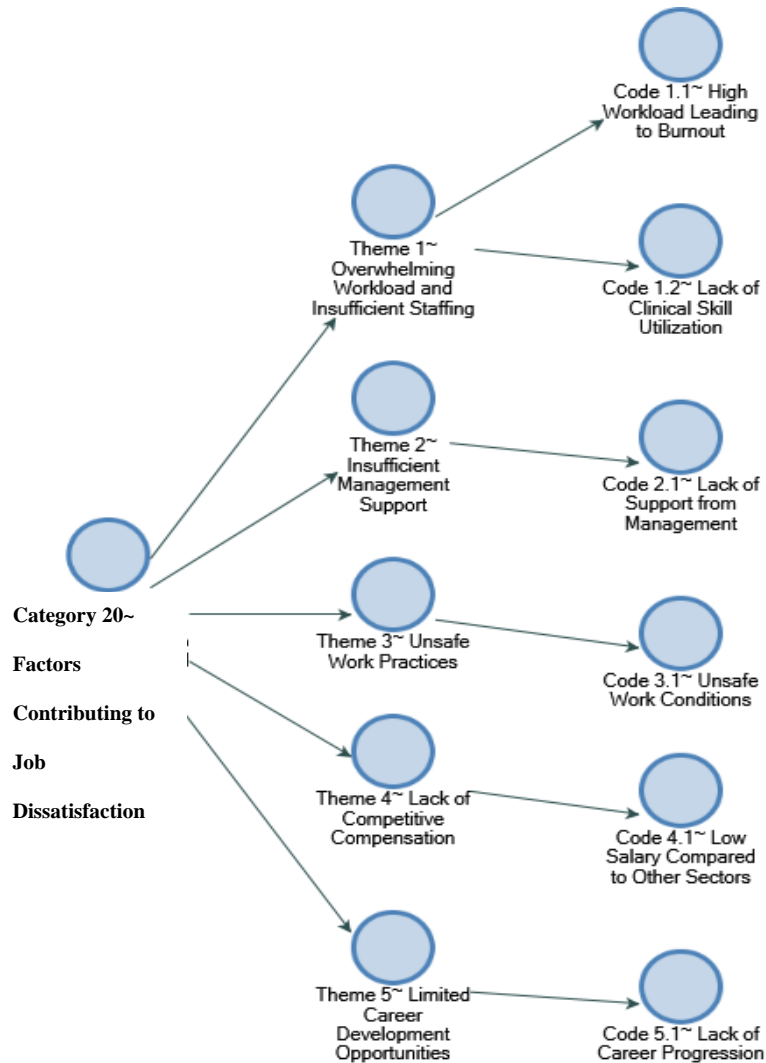 Code 1.1~ High
Workload Leading
to Burnout
Theme 1~
Overwhelming
Workload and
Insufficient Staffing
Code 1.2~ Lack of
Clinical Skill
Utilization
Theme 2~
Insufficient
Management
Support
Code 2.1~ Lack of
Support from
Management
Category 20~
Factors
Contributing to
Job
Dissatisfaction
Theme 3~ Unsafe
Work Practices
Code 3.1~ Unsafe
Work Conditions
Theme 4~ Lack of
Competitive
Compensation
Code 4.1~ Low
Salary Compared
to Other Sectors
Theme 5~ Limited
Career
Development
Opportunities
Code 5.1~ Lack of
Career Progression